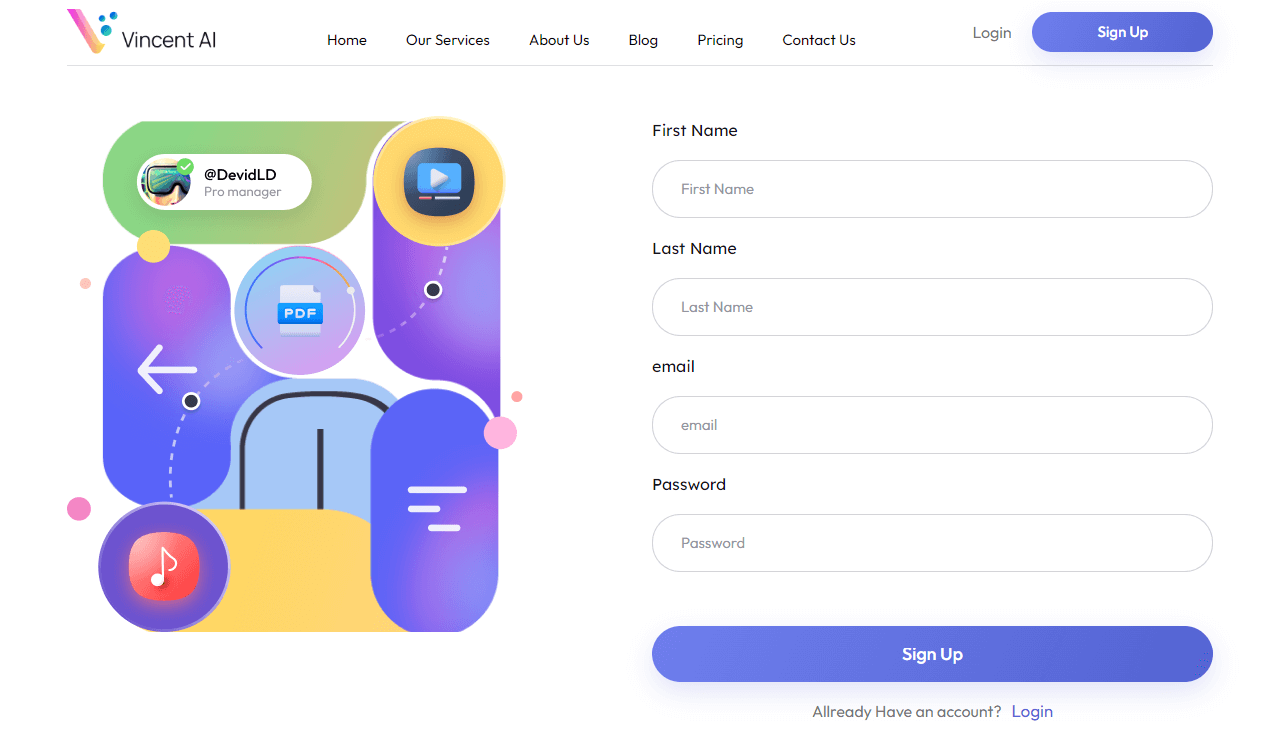 Vincent AI
Home Our Services About Us Blog Pricing Contact Us Login Sign Up
@DevidLD
Pro manager
PDF
First Name
First Name
Last Name
Last Name
email
email
Password
Password
Sign Up
Allready Have an account? Login